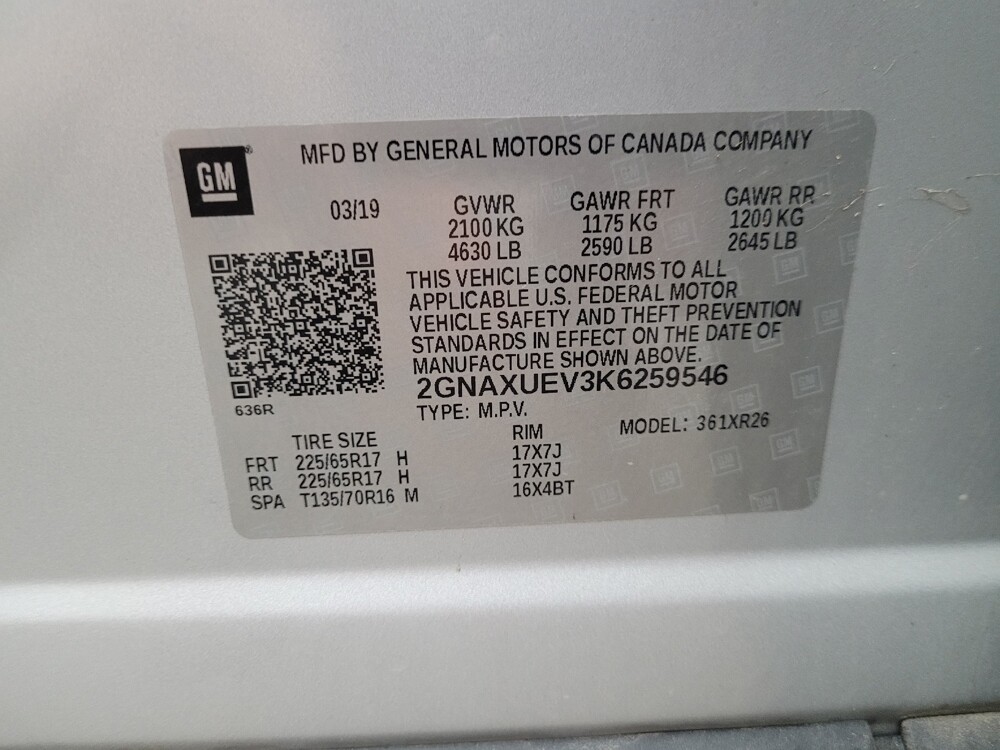 GM
MFD BY GENERAL MOTORS OF CANADA COMPANY
03/19
GVWR
2100 KG
4630 LB
GAWR FRT
1175 KG
2590 LB
GAWR RR
1200 KG
2645 LB
THIS VEHICLE CONFORMS TO ALL
APPLICABLE U.S. FEDERAL MOTOR
VEHICLE SAFETY AND THEFT PREVENTION
STANDARDS IN EFFECT ON THE DATE OF
MANUFACTURE SHOWN ABOVE.
2GNAXUEV3K6259546
636R
TYPE: M.P.V.
MODEL: 361XR26
TIRE SIZE RIM
FRT 225/65R17 H 17X7J
RR 225/65R17 H 17X7J
SPA T135/70R16 M 16X4BT